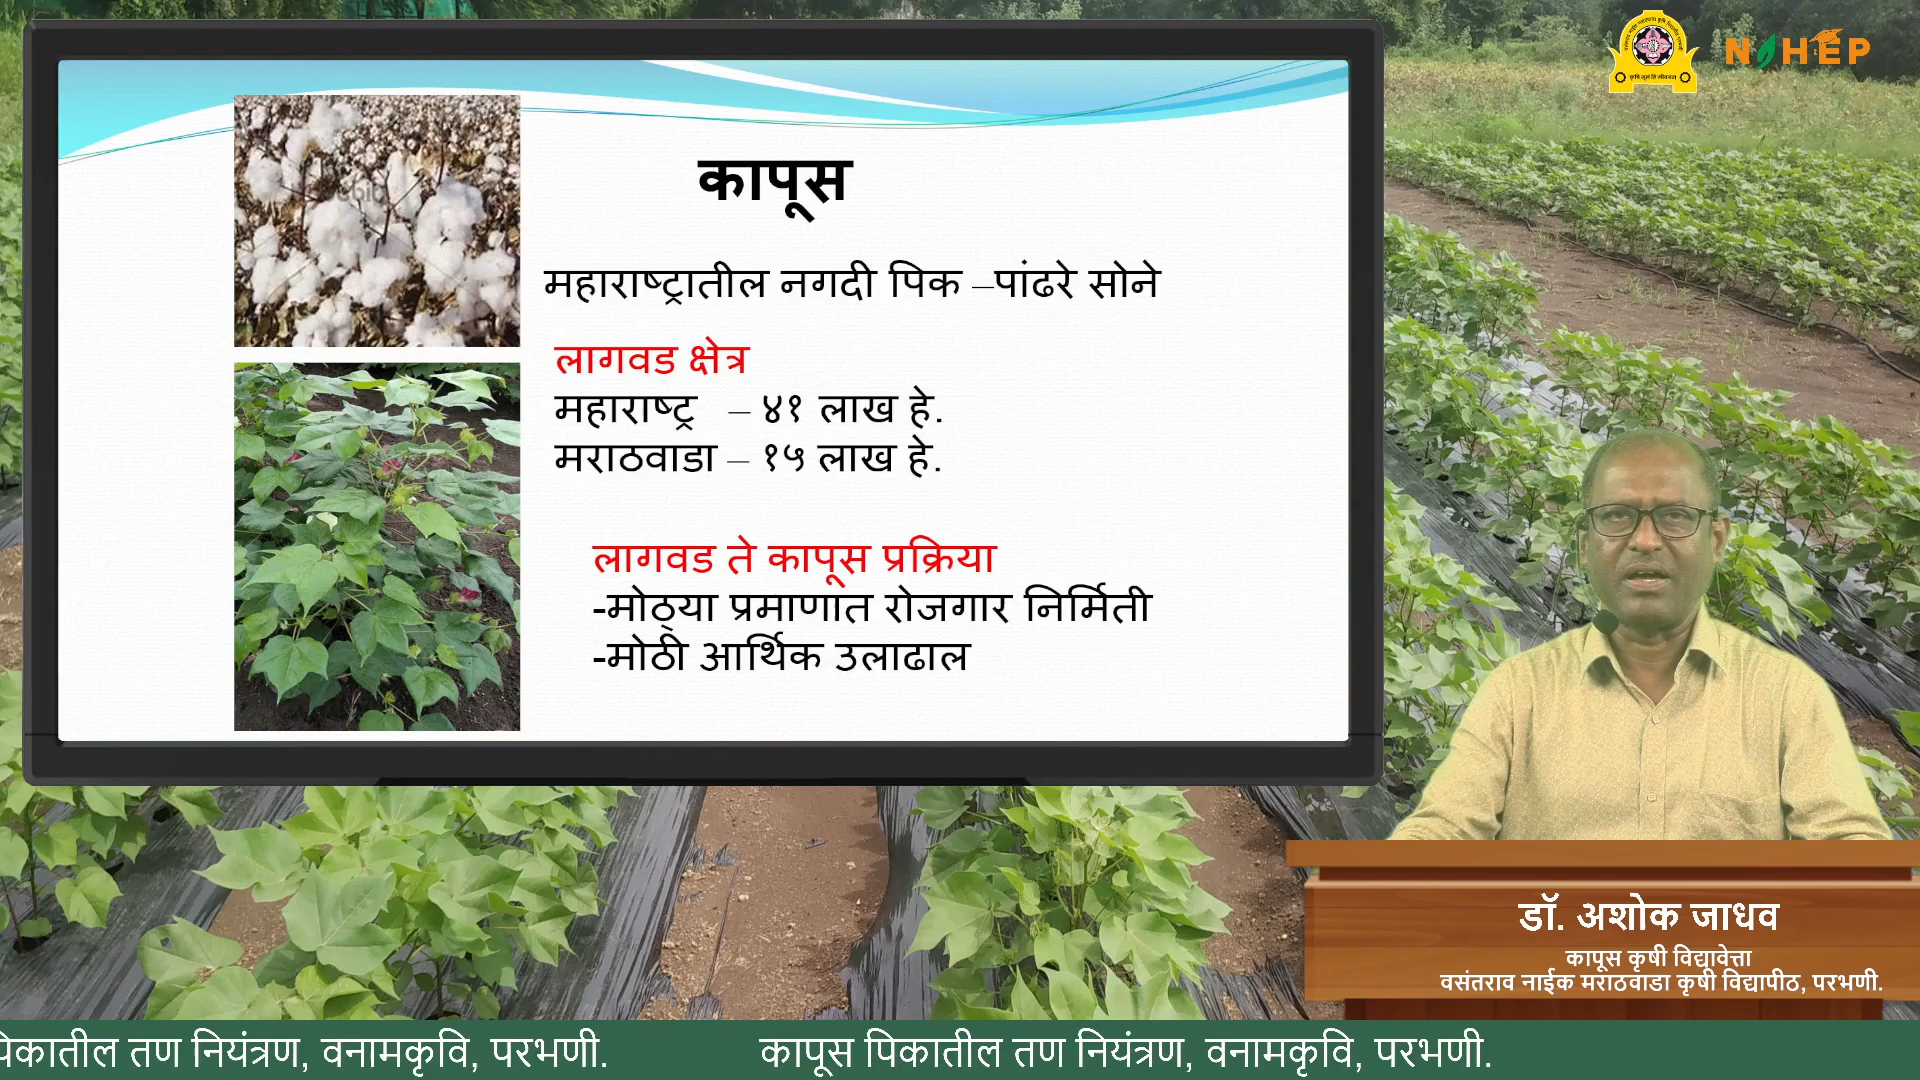 कापूस
महाराष्ट्रातील नगदी पिक –पांढरे सोने
लागवड क्षेत्र
महाराष्ट्र – ४१ लाख हे.
मराठवाडा – १५ लाख हे.
लागवड ते कापूस प्रक्रिया
-मोठ्या प्रमाणात रोजगार निर्मिती
-मोठी आर्थिक उलाढाल
NAHEP
डॉ. अशोक जाधव
कापूस कृषी विद्यावेत्ता
वसंतराव नाईक मराठवाडा कृषी विद्यापीठ, परभणी.
पिकातील तण नियंत्रण, वनामकृवि, परभणी. कापूस पिकातील तण नियंत्रण, वनामकृवि, परभणी.